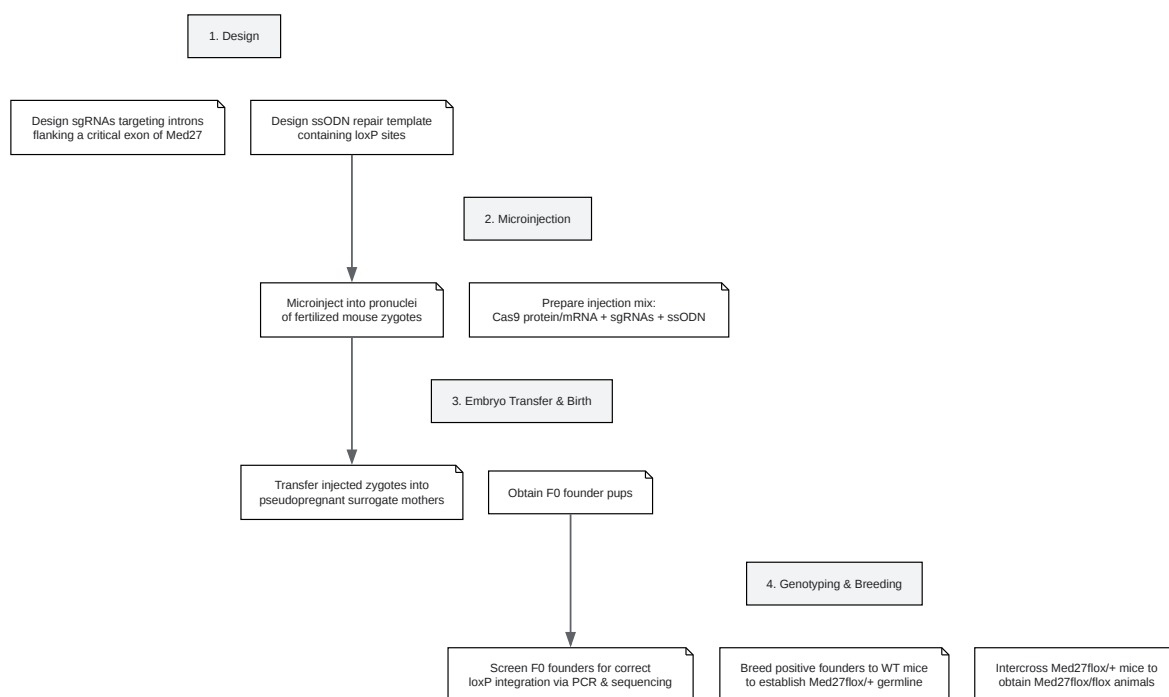 1. Design
Design sgRNAs targeting introns
flanking a critical exon of Med27
Design ssODN repair template
containing loxP sites
2. Microinjection
Microinject into pronuclei
of fertilized mouse zygotes
Prepare injection mix:
Cas9 protein/mRNA + sgRNAs + ssODN
3. Embryo Transfer & Birth
Transfer injected zygotes into
pseudopregnant surrogate mothers
Obtain F0 founder pups
4. Genotyping & Breeding
Screen F0 founders for correct
loxP integration via PCR & sequencing
Breed positive founders to WT mice
to establish Med27flox/+ germline
Intercross Med27flox/+ mice to
obtain Med27flox/flox animals